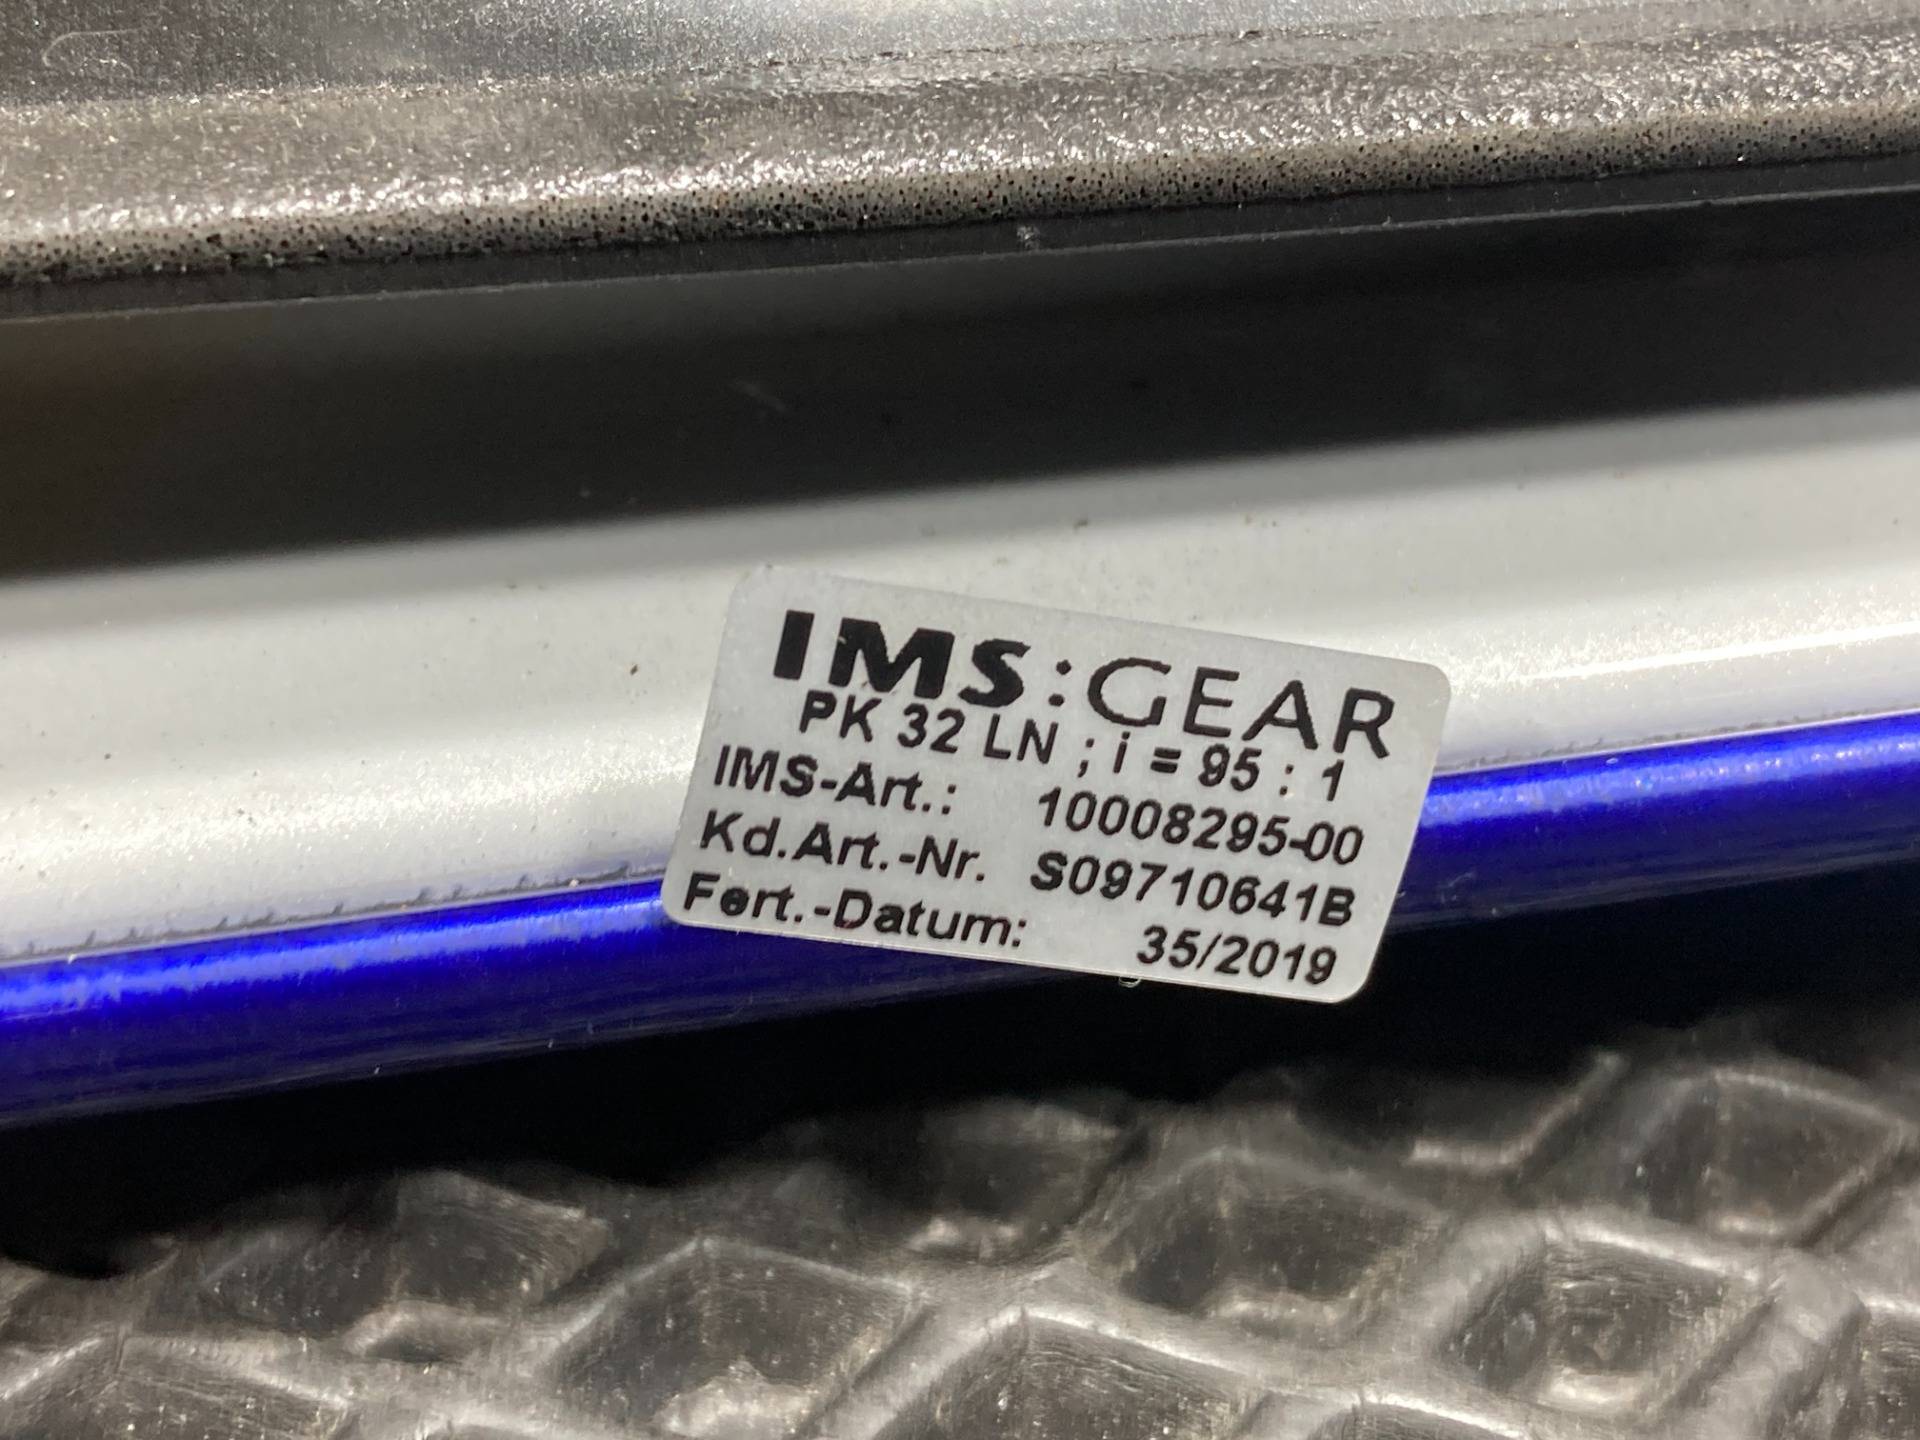 IMS:GEAR
PK 32 LN ; i = 95 : 1
IMS-Art.: 10008295-00
Kd.Art.-Nr. S09710641B
Fert.-Datum: 35/2019